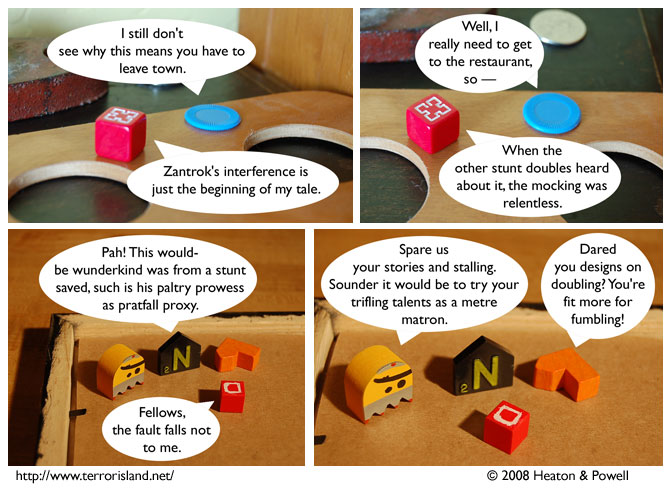 I still don't
see why this means you have to
leave town.
Zantrok's interference is
just the beginning of my tale.
Well, I
really need to get
to the restaurant,
so —
When the
other stunt doubles heard
about it, the mocking was
relentless.
Pah! This would-
be wunderkind was from a stunt
saved, such is his paltry prowess
as pratfall proxy.
N
2
Fellows,
the fault falls not
to me.
Spare us
your stories and stalling.
Sounder it would be to try your
trifling talents as a metre
matron.
Dared
you designs on
doubling? You're
fit more for
fumbling!
N
2
http://www.terrorisland.net/
© 2008 Heaton & Powell